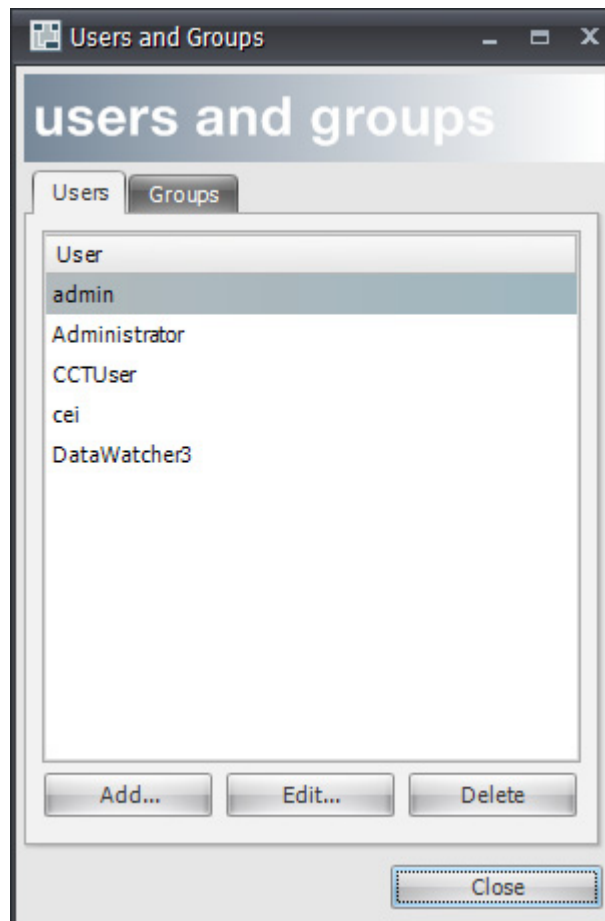 Users and Groups
users and groups
Users Groups
User
admin
Administrator
CCTUser
cei
DataWatcher3
Add... Edit... Delete
Close